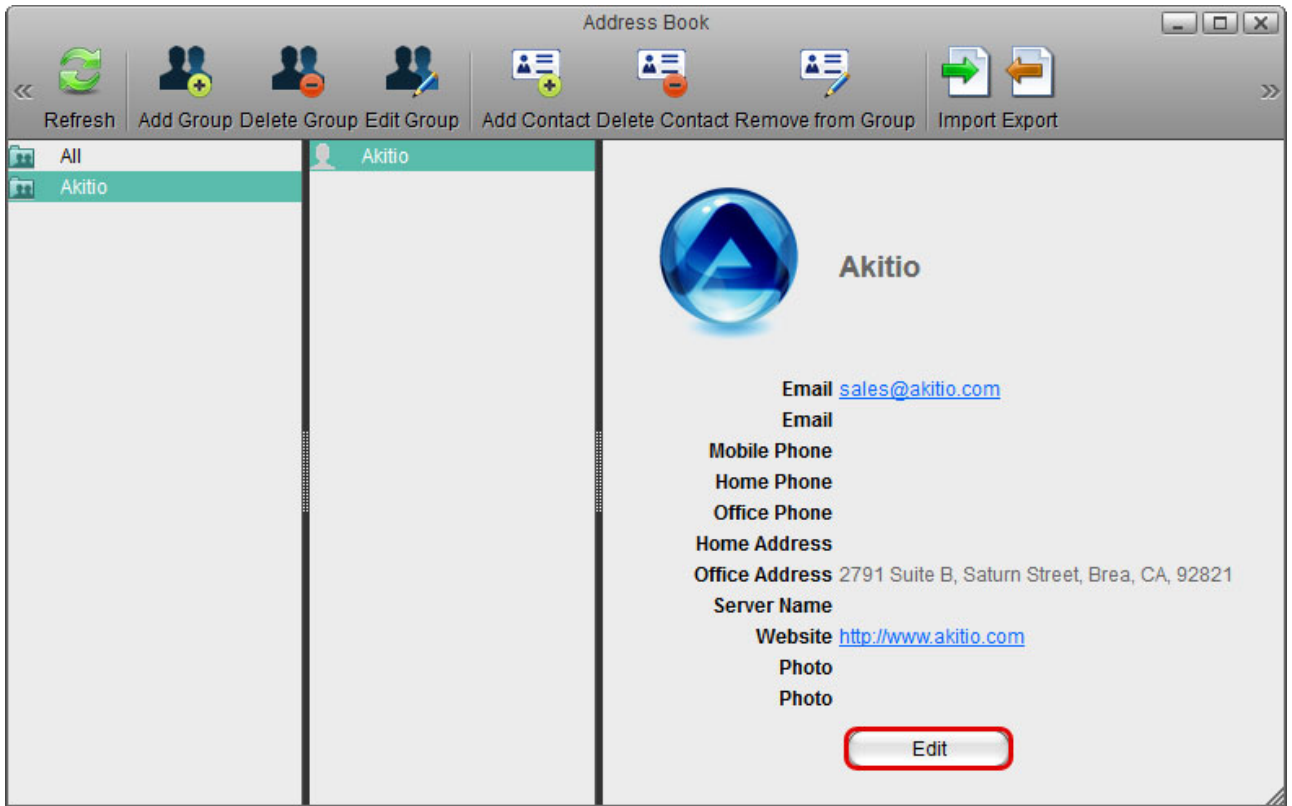 Address Book
Refresh Add Group Delete Group Edit Group Add Contact Delete Contact Remove from Group Import Export
All
Akitio
Akitio
Akitio
Email sales@akitio.com
Email
Mobile Phone
Home Phone
Office Phone
Home Address
Office Address 2791 Suite B, Saturn Street, Brea, CA, 92821
Server Name
Website http://www.akitio.com
Photo
Photo
Edit